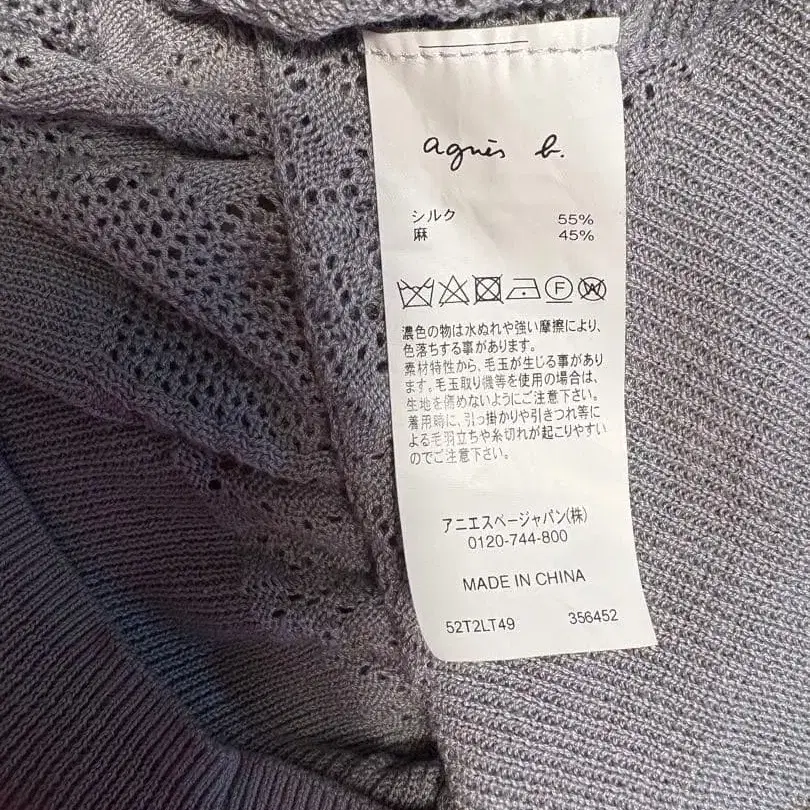 agnès b.
シルク 55%
麻 45%
F W
濃色の物は水ぬれや強い摩擦により、
色落ちする事があります。
素材特性から、毛玉が生じる事があり
ます。毛玉取り機等を使用の場合は、
生地を傷めないようにご注意下さい。
着用時に、引っ掛かりや引きつれ等に
よる毛羽立ちや糸切れが起こりやすい
のでご注意下さい。
アニエスベージャパン(株)
0120-744-800
MADE IN CHINA
52T2LT49 356452